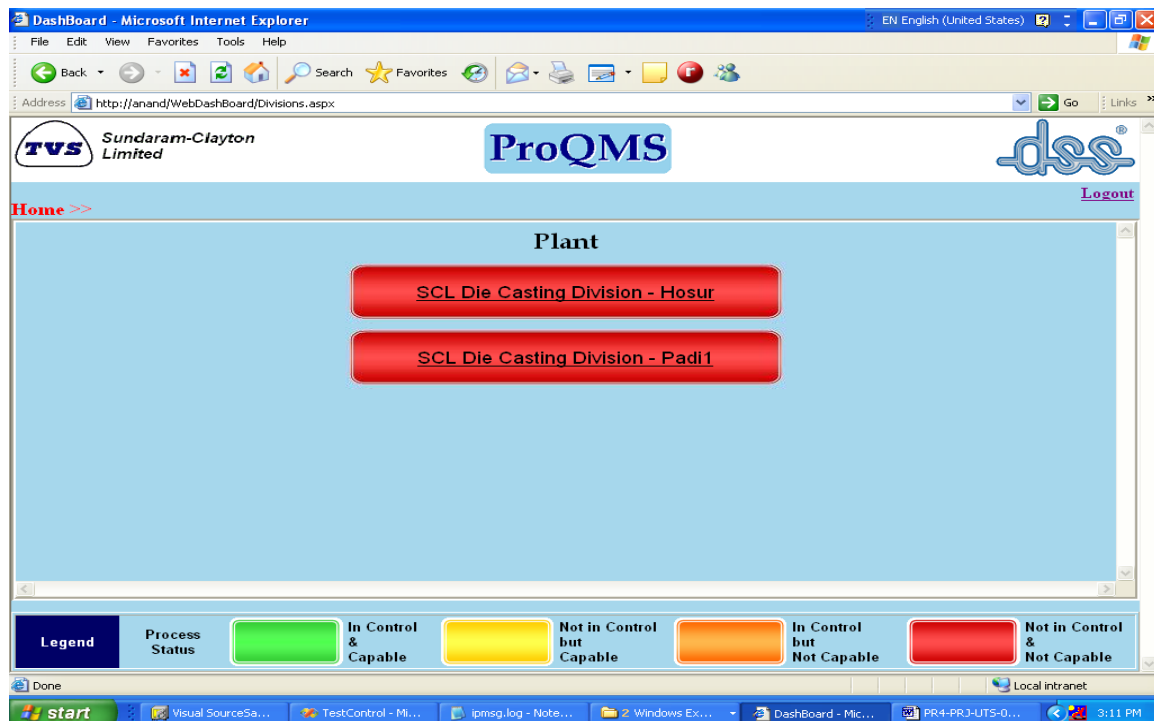 DashBoard - Microsoft Internet Explorer
EN English (United States)
File Edit View Favorites Tools Help
Back Search Favorites
Address http://anand/WebDashBoard/Divisions.aspx Go Links »
TVS Sundaram-Clayton
Limited
ProQMS
dss ®
Logout
Home >>
Plant
SCL Die Casting Division - Hosur
SCL Die Casting Division - Padi1
Legend
Process
Status
In Control
&
Capable
Not in Control
but
Capable
In Control
but
Not Capable
Not in Control
&
Not Capable
Done Local intranet
start Visual SourceSa... TestControl - Mi... ipmsg.log - Note... 2 Windows Ex... DashBoard - Mic... PR4-PRJ-UTS-0... 3:11 PM